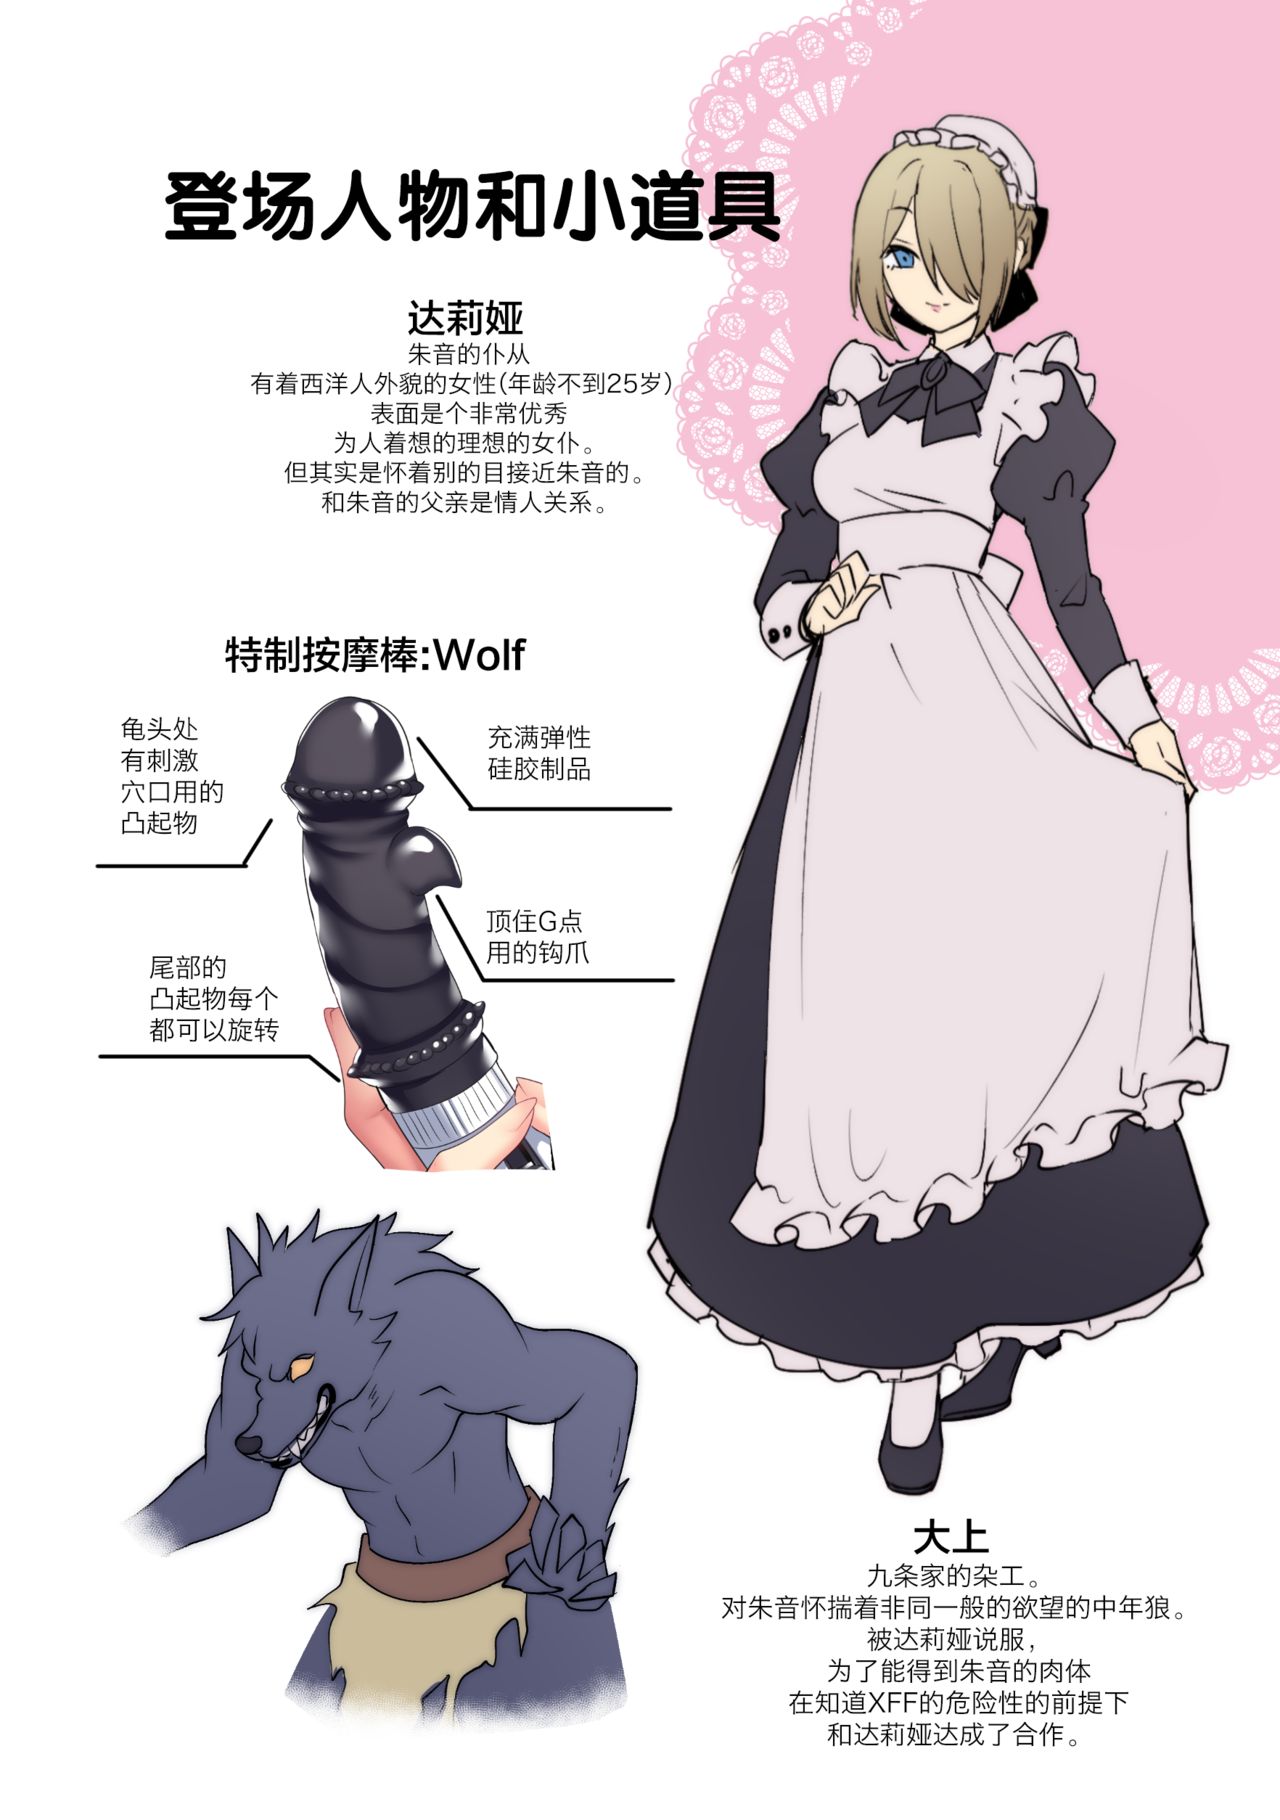 登场人物和小道具
达莉娅
朱音的仆从
有着西洋人外貌的女性(年龄不到25岁)
表面是个非常优秀
为人着想的理想的女仆。
但其实是怀着别的目接近朱音的。
和朱音的父亲是情人关系。
特制按摩棒:Wolf
龟头处
有刺激
穴口用的
凸起物
充满弹性
硅胶制品
顶住G点
用的钩爪
尾部的
凸起物每个
都可以旋转
大上
九条家的杂工。
对朱音怀揣着非同一般的欲望的中年狼。
被达莉娅说服，
为了能得到朱音的肉体
在知道XFF的危险性的前提下
和达莉娅达成了合作。